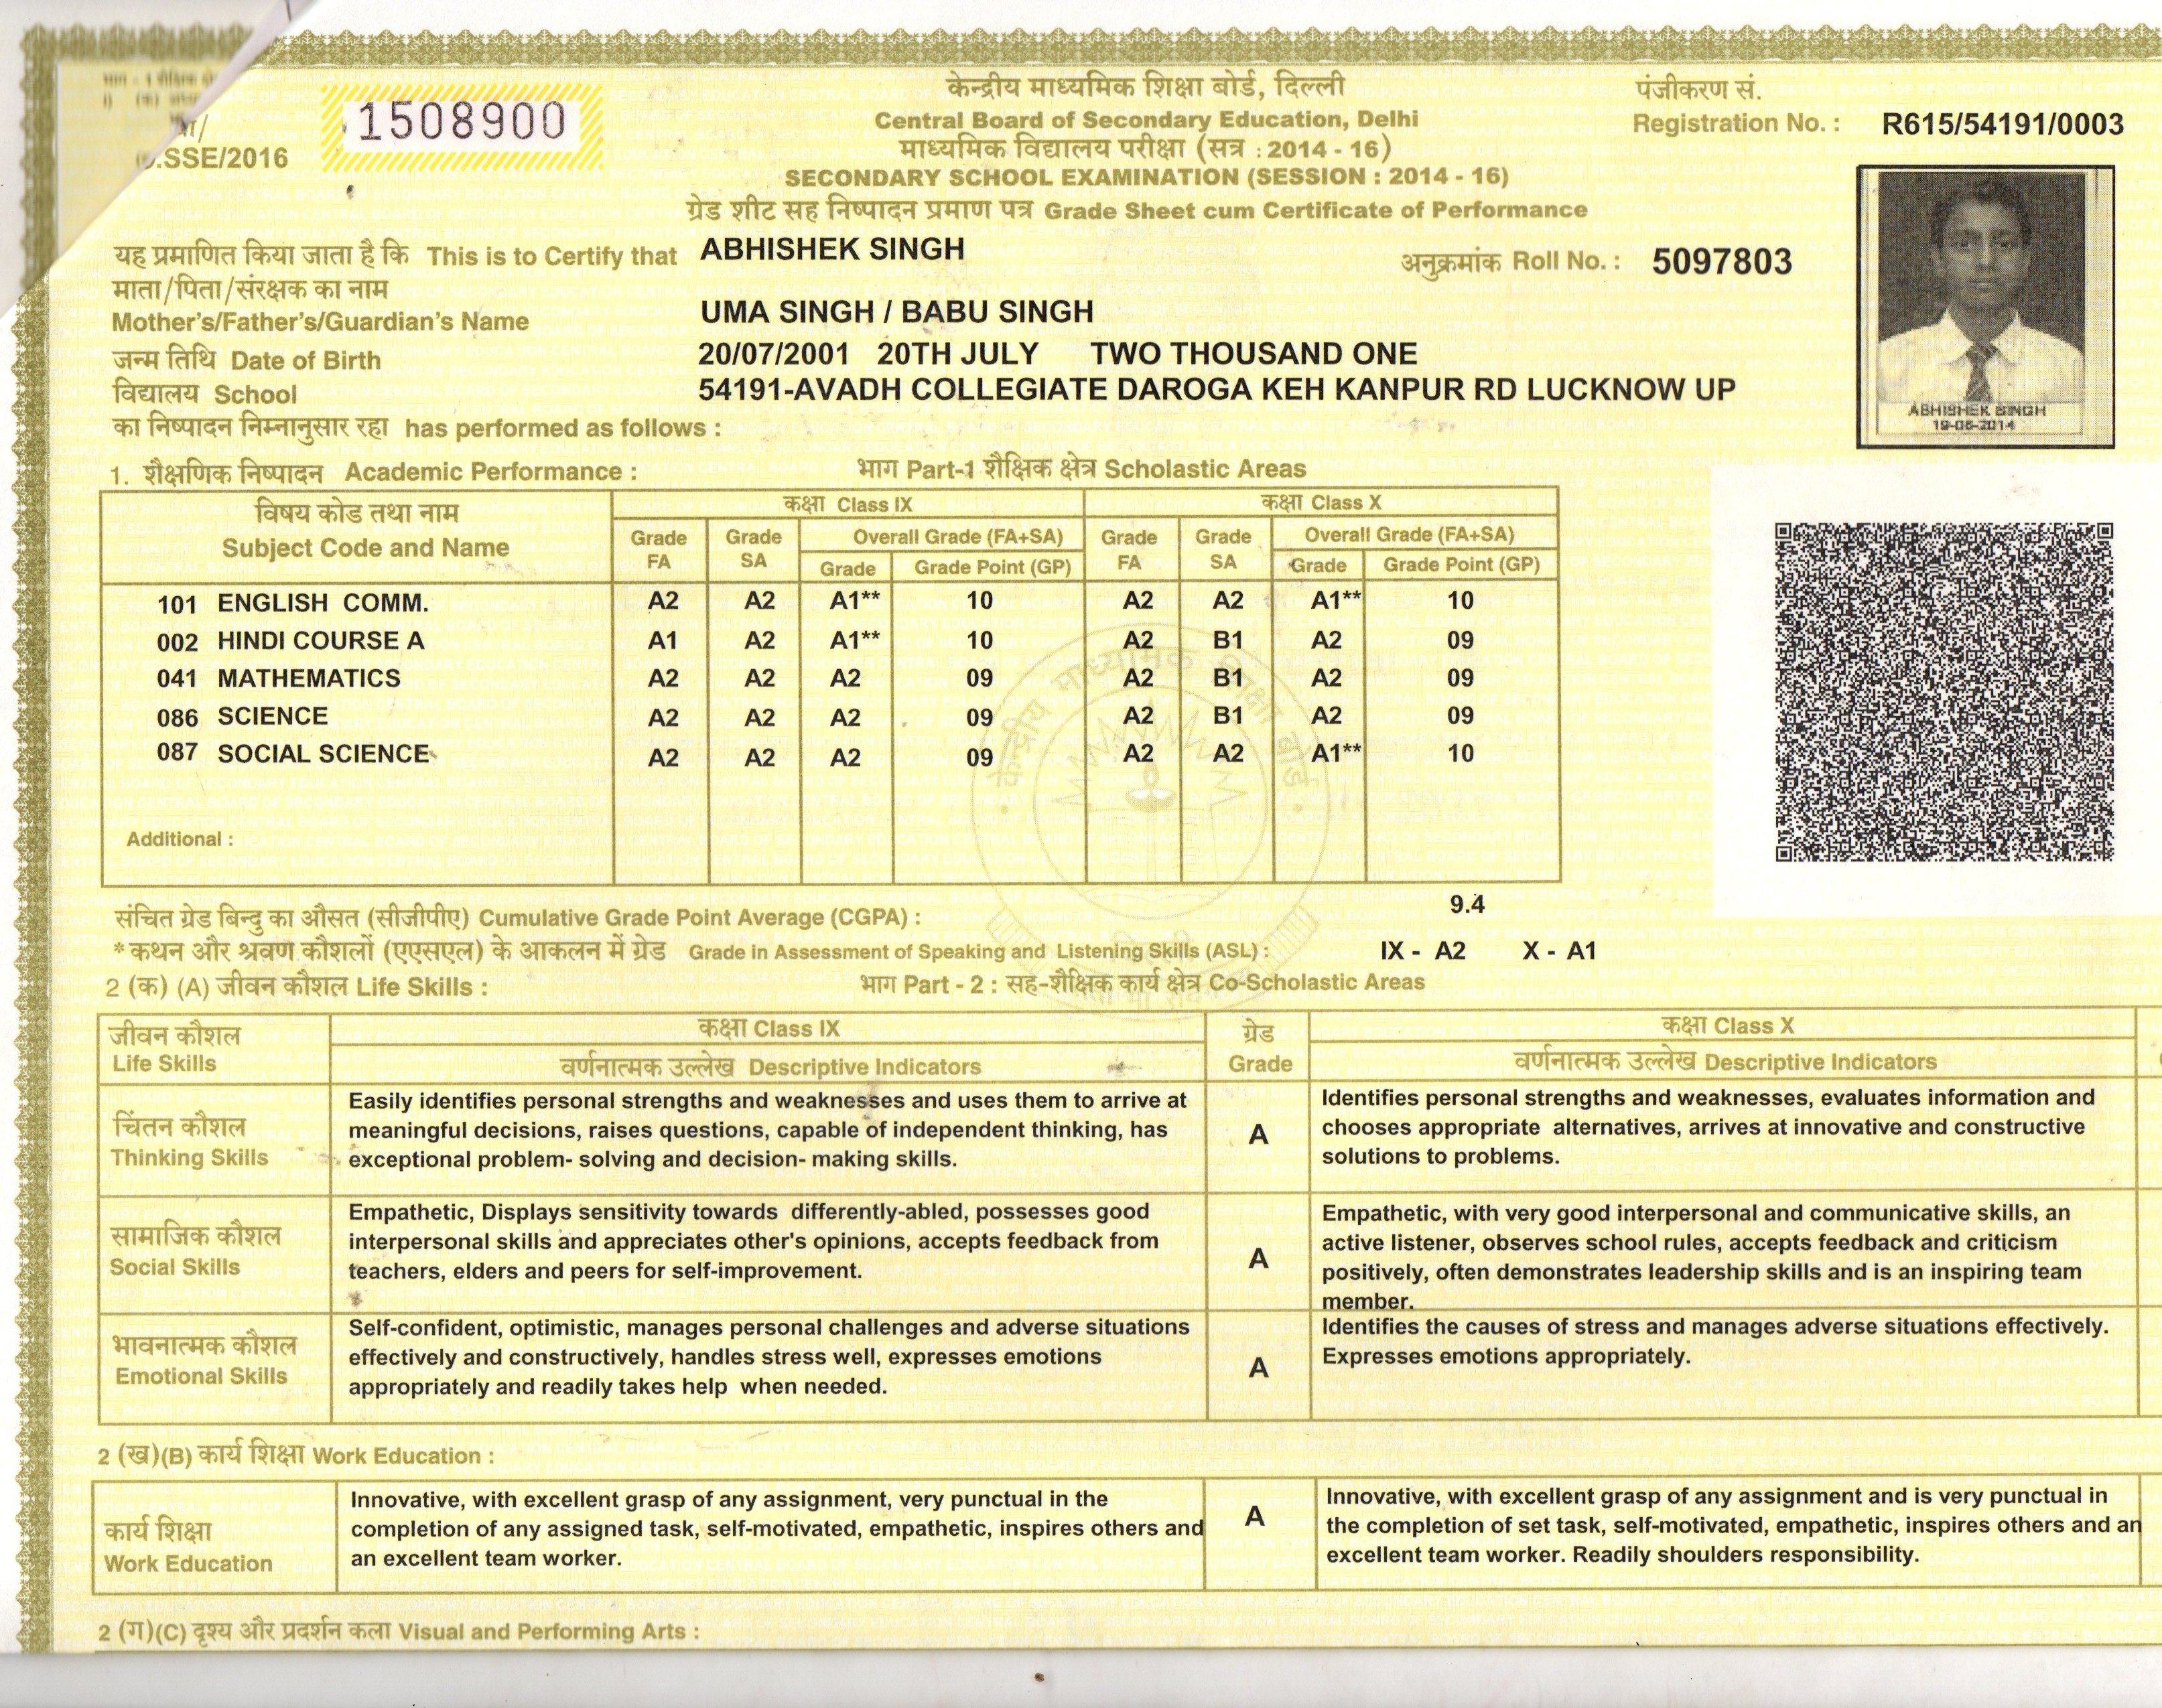 भाग - 1
SSE/2016
1508900
केन्द्रीय माध्यमिक शिक्षा बोर्ड, दिल्ली
Central Board of Secondary Education, Delhi
माध्यमिक विद्यालय परीक्षा (सत्र : 2014 - 16)
SECONDARY SCHOOL EXAMINATION (SESSION : 2014 - 16)
ग्रेड शीट सह निष्पादन प्रमाण पत्र Grade Sheet cum Certificate of Performance
पंजीकरण सं.
Registration No. : R615/54191/0003
यह प्रमाणित किया जाता है कि This is to Certify that ABHISHEK SINGH
अनुक्रमांक Roll No. : 5097803
माता/पिता/संरक्षक का नाम
Mother's/Father's/Guardian's Name UMA SINGH / BABU SINGH
जन्म तिथि Date of Birth 20/07/2001 20TH JULY TWO THOUSAND ONE
विद्यालय School 54191-AVADH COLLEGIATE DAROGA KEH KANPUR RD LUCKNOW UP
का निष्पादन निम्नानुसार रहा has performed as follows :
ABHISHEK SINGH
19-06-2014
1. शैक्षणिक निष्पादन Academic Performance : भाग Part-1 शैक्षिक क्षेत्र Scholastic Areas
विषय कोड तथा नाम
Subject Code and Name
कक्षा Class IX कक्षा Class X
Grade FA Grade SA Overall Grade (FA+SA) Grade FA Grade SA Overall Grade (FA+SA)
Grade Grade Point (GP) Grade Grade Point (GP)
101 ENGLISH COMM. A2 A2 A1** 10 A2 A2 A1** 10
002 HINDI COURSE A A1 A2 A1** 10 A2 B1 A2 09
041 MATHEMATICS A2 A2 A2 09 A2 B1 A2 09
086 SCIENCE A2 A2 A2 09 A2 B1 A2 09
087 SOCIAL SCIENCE A2 A2 A2 09 A2 A2 A1** 10
Additional :
संचित ग्रेड बिन्दु का औसत (सीजीपीए) Cumulative Grade Point Average (CGPA) : 9.4
* कथन और श्रवण कौशलों (एएसएल) के आकलन में ग्रेड Grade in Assessment of Speaking and Listening Skills (ASL) : IX - A2 X - A1
2 (क) (A) जीवन कौशल Life Skills : भाग Part - 2 : सह-शैक्षिक कार्य क्षेत्र Co-Scholastic Areas
जीवन कौशल
Life Skills
कक्षा Class IX
वर्णनात्मक उल्लेख Descriptive Indicators
ग्रेड
Grade
कक्षा Class X
वर्णनात्मक उल्लेख Descriptive Indicators
चिंतन कौशल
Thinking Skills
Easily identifies personal strengths and weaknesses and uses them to arrive at
meaningful decisions, raises questions, capable of independent thinking, has
exceptional problem- solving and decision- making skills.
A
Identifies personal strengths and weaknesses, evaluates information and
chooses appropriate alternatives, arrives at innovative and constructive
solutions to problems.
सामाजिक कौशल
Social Skills
Empathetic, Displays sensitivity towards differently-abled, possesses good
interpersonal skills and appreciates other's opinions, accepts feedback from
teachers, elders and peers for self-improvement.
A
Empathetic, with very good interpersonal and communicative skills, an
active listener, observes school rules, accepts feedback and criticism
positively, often demonstrates leadership skills and is an inspiring team
member.
भावनात्मक कौशल
Emotional Skills
Self-confident, optimistic, manages personal challenges and adverse situations
effectively and constructively, handles stress well, expresses emotions
appropriately and readily takes help when needed.
A
Identifies the causes of stress and manages adverse situations effectively.
Expresses emotions appropriately.
2 (ख)(B) कार्य शिक्षा Work Education :
कार्य शिक्षा
Work Education
Innovative, with excellent grasp of any assignment, very punctual in the
completion of any assigned task, self-motivated, empathetic, inspires others and
an excellent team worker.
A
Innovative, with excellent grasp of any assignment and is very punctual in
the completion of set task, self-motivated, empathetic, inspires others and an
excellent team worker. Readily shoulders responsibility.
2 (ग)(C) दृश्य और प्रदर्शन कला Visual and Performing Arts :